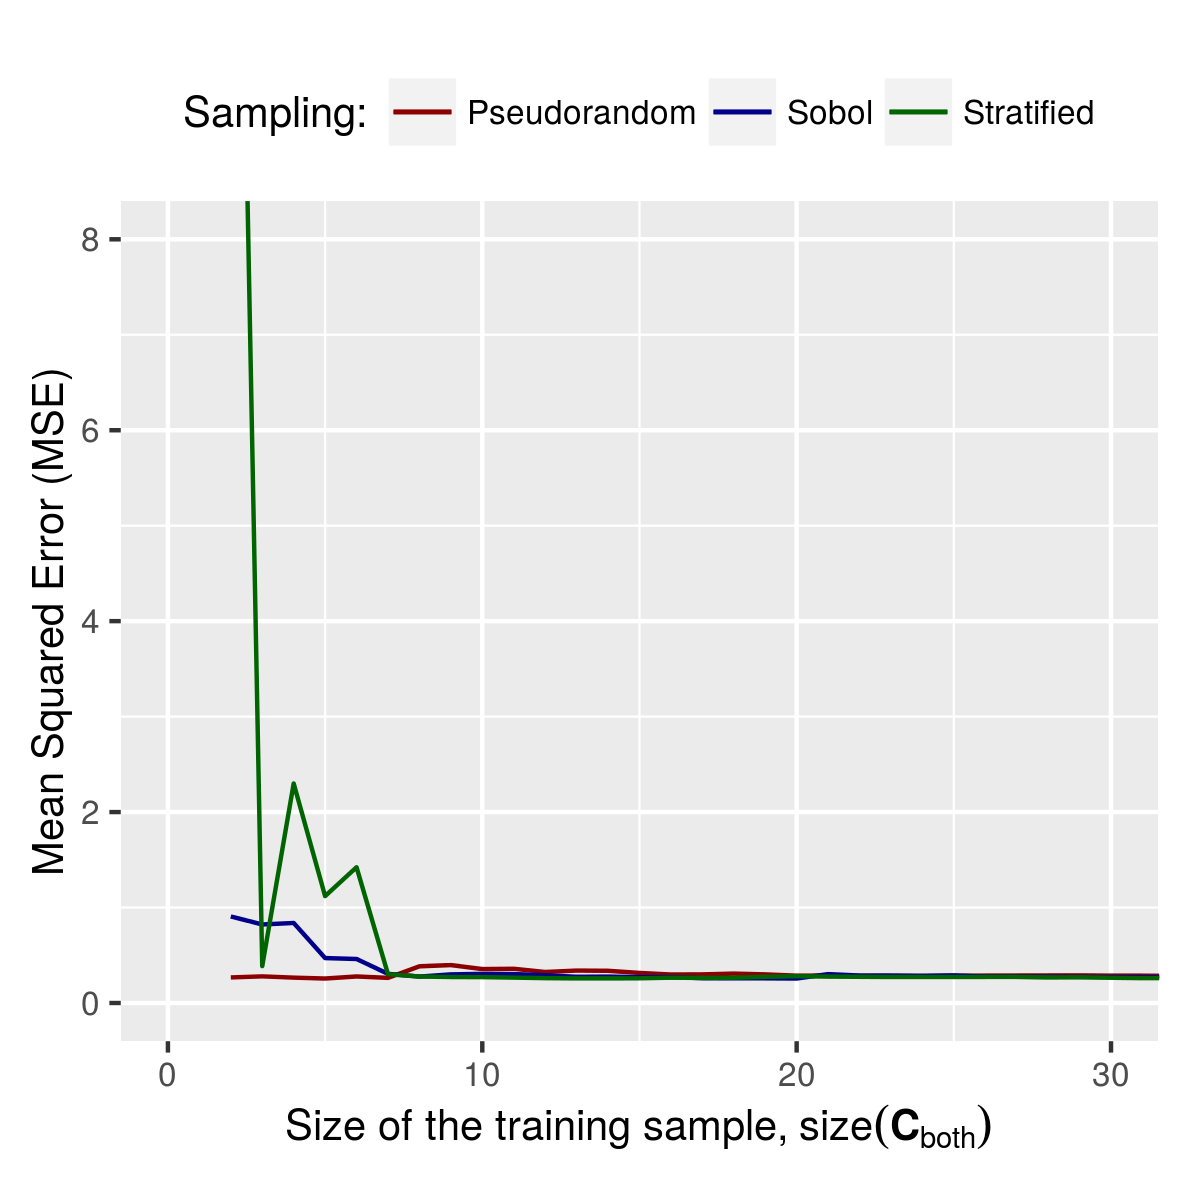 Sampling: Pseudorandom Sobol Stratified
Mean Squared Error (MSE)
8
6
4
2
0
0 10 20 30
Size of the training sample, size(C_both)